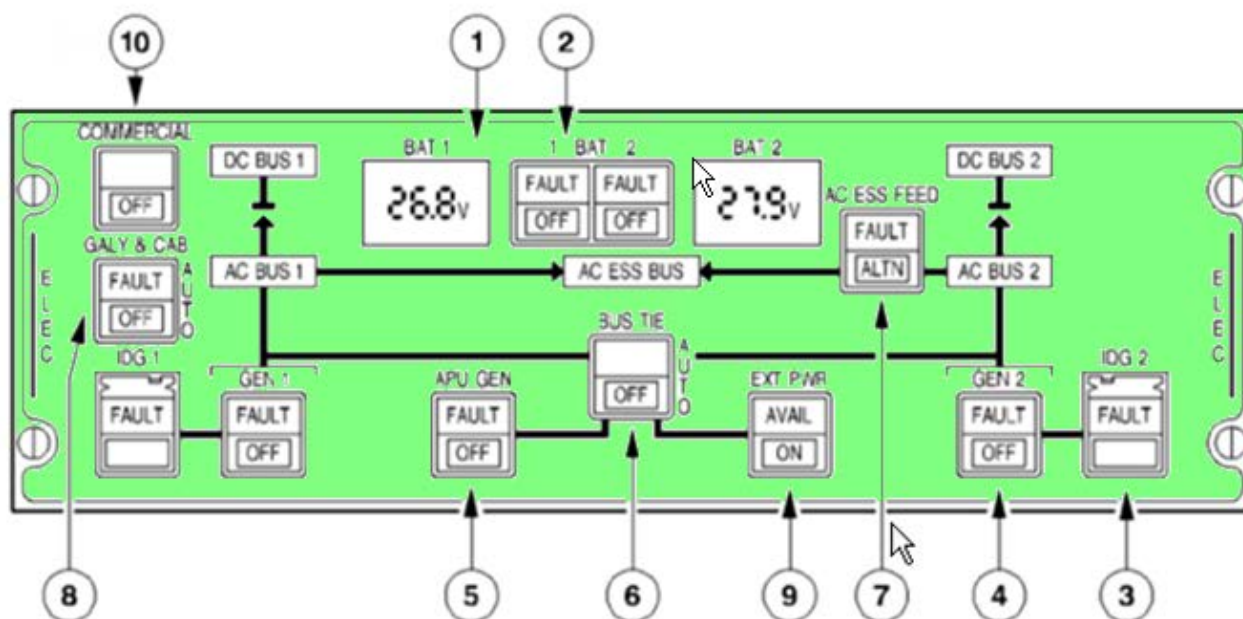 10
1
2
COMMERCIAL
OFF
DC BUS 1
BAT 1
26.8V
1 BAT 2
FAULT FAULT
OFF OFF
BAT 2
27.9V
DC BUS 2
AC ESS FEED
FAULT
ALTN
GALY & CAB
FAULT
OFF
AUTO
AC BUS 1
AC ESS BUS
AC BUS 2
ELEC
ELEC
BUS TIE
OFF
AUTO
IDG 1
FAULT
GEN 1
FAULT
OFF
APU GEN
FAULT
OFF
EXT PWR
AVAIL
ON
GEN 2
FAULT
OFF
IDG 2
FAULT
8
5
6
9
7
4
3